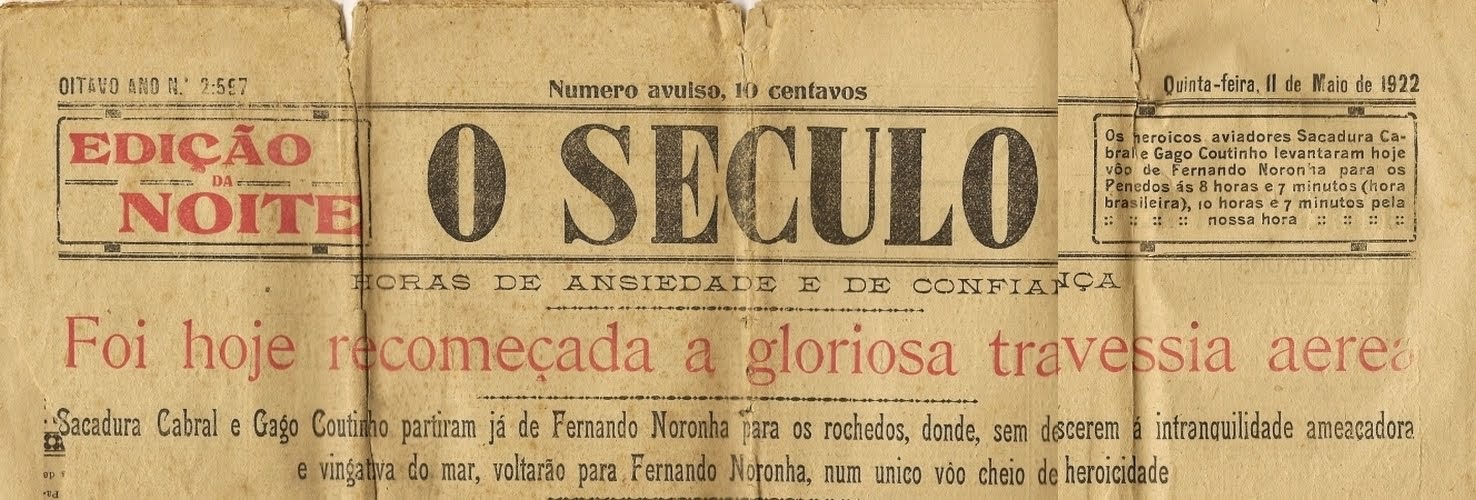 OITAVO ANO N.º 2:597
Numero avulso, 10 centavos
Quinta-feira, 11 de Maio de 1922
EDIÇÃO
DA
NOITE
O SECULO
Os heroicos aviadores Sacadura Ca-
bral e Gago Coutinho levantaram hoje
vôo de Fernando Noronha para os
Penedos ás 8 horas e 7 minutos (hora
brasileira), 10 horas e 7 minutos pela
:: :: :: :: nossa hora :: :: :: ::
HORAS DE ANSIEDADE E DE CONFIANÇA
Foi hoje recomeçada a gloriosa travessia aerea
Sacadura Cabral e Gago Coutinho partiram já de Fernando Noronha para os rochedos, donde, sem descerem á intranquilidade ameaçadora
e vingativa do mar, voltarão para Fernando Noronha, num unico vôo cheio de heroicidade